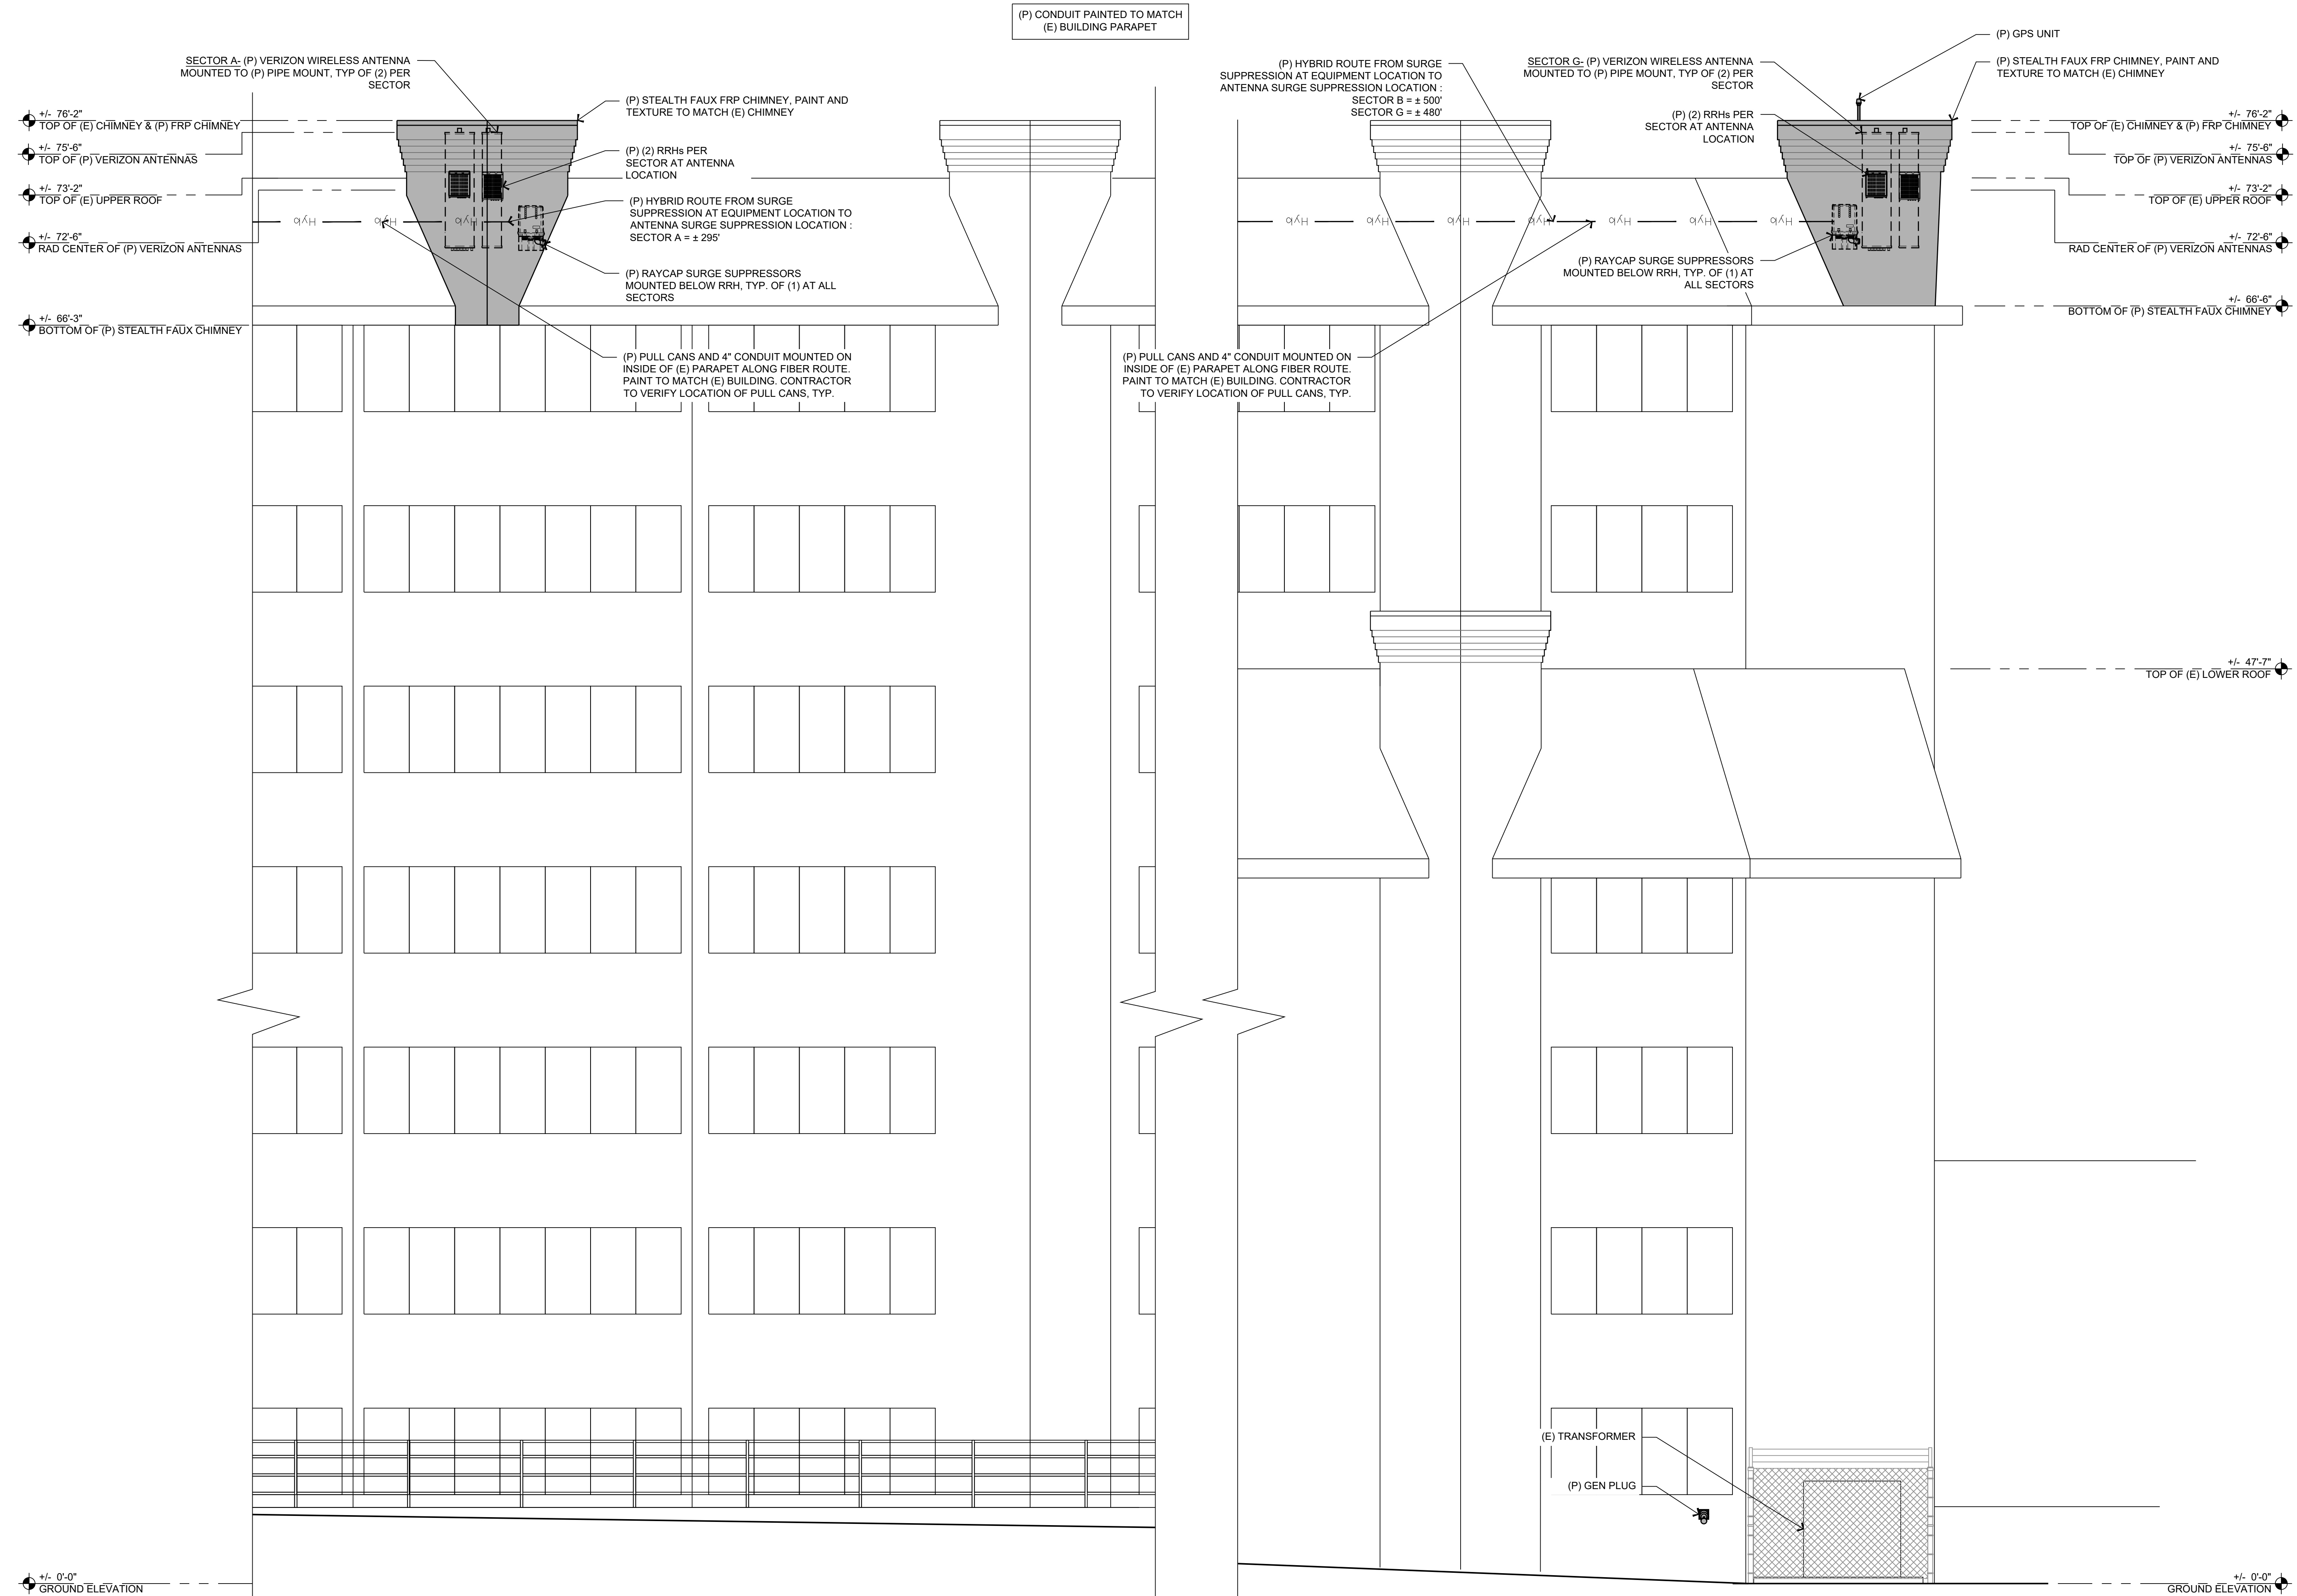 (P) CONDUIT PAINTED TO MATCH
(E) BUILDING PARAPET
SECTOR A- (P) VERIZON WIRELESS ANTENNA
MOUNTED TO (P) PIPE MOUNT, TYP OF (2) PER
SECTOR
+/- 76'-2"
TOP OF (E) CHIMNEY & (P) FRP CHIMNEY
+/- 75'-6"
TOP OF (P) VERIZON ANTENNAS
+/- 73'-2"
TOP OF (E) UPPER ROOF
+/- 72'-6"
RAD CENTER OF (P) VERIZON ANTENNAS
+/- 66'-3"
BOTTOM OF (P) STEALTH FAUX CHIMNEY
(P) STEALTH FAUX FRP CHIMNEY, PAINT AND
TEXTURE TO MATCH (E) CHIMNEY
(P) (2) RRHs PER
SECTOR AT ANTENNA
LOCATION
(P) HYBRID ROUTE FROM SURGE
SUPPRESSION AT EQUIPMENT LOCATION TO
ANTENNA SURGE SUPPRESSION LOCATION :
SECTOR A = ± 295'
(P) RAYCAP SURGE SUPPRESSORS
MOUNTED BELOW RRH, TYP. OF (1) AT ALL
SECTORS
(P) PULL CANS AND 4" CONDUIT MOUNTED ON
INSIDE OF (E) PARAPET ALONG FIBER ROUTE.
PAINT TO MATCH (E) BUILDING. CONTRACTOR
TO VERIFY LOCATION OF PULL CANS, TYP.
Hyb
Hyb
Hyb
(P) HYBRID ROUTE FROM SURGE
SUPPRESSION AT EQUIPMENT LOCATION TO
ANTENNA SURGE SUPPRESSION LOCATION :
SECTOR B = ± 500'
SECTOR G = ± 480'
SECTOR G- (P) VERIZON WIRELESS ANTENNA
MOUNTED TO (P) PIPE MOUNT, TYP OF (2) PER
SECTOR
(P) (2) RRHs PER
SECTOR AT ANTENNA
LOCATION
Hyb
Hyb
Hyb
Hyb
Hyb
Hyb
Hyb
(P) RAYCAP SURGE SUPPRESSORS
MOUNTED BELOW RRH, TYP. OF (1) AT
ALL SECTORS
(P) PULL CANS AND 4" CONDUIT MOUNTED ON
INSIDE OF (E) PARAPET ALONG FIBER ROUTE.
PAINT TO MATCH (E) BUILDING. CONTRACTOR
TO VERIFY LOCATION OF PULL CANS, TYP.
(P) GPS UNIT
(P) STEALTH FAUX FRP CHIMNEY, PAINT AND
TEXTURE TO MATCH (E) CHIMNEY
+/- 76'-2"
TOP OF (E) CHIMNEY & (P) FRP CHIMNEY
+/- 75'-6"
TOP OF (P) VERIZON ANTENNAS
+/- 73'-2"
TOP OF (E) UPPER ROOF
+/- 72'-6"
RAD CENTER OF (P) VERIZON ANTENNAS
+/- 66'-6"
BOTTOM OF (P) STEALTH FAUX CHIMNEY
+/- 47'-7"
TOP OF (E) LOWER ROOF
(E) TRANSFORMER
(P) GEN PLUG
+/- 0'-0"
GROUND ELEVATION
+/- 0'-0"
GROUND ELEVATION